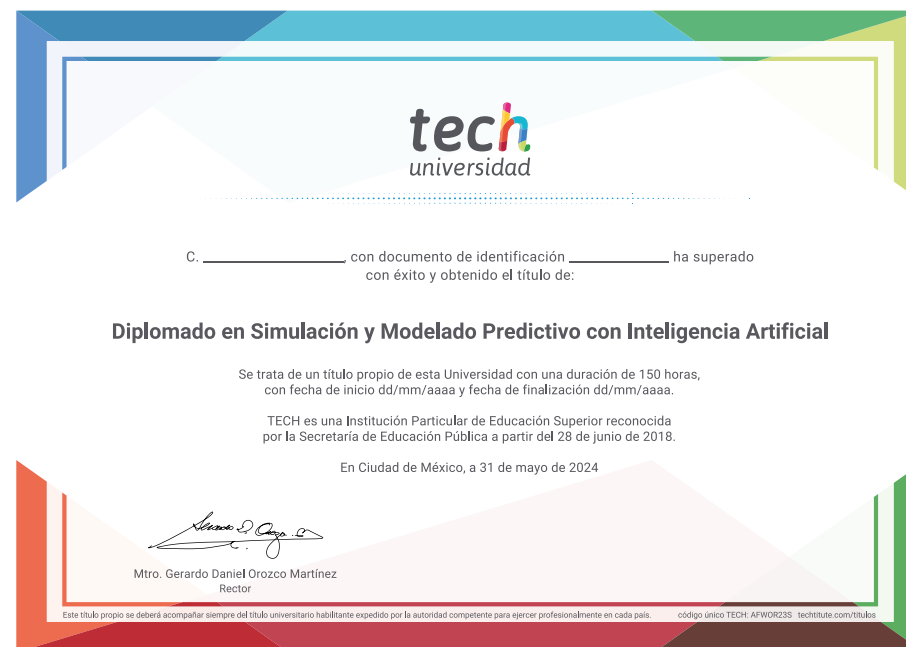 tech
universidad
C. ____________, con documento de identificación _________ ha superado
con éxito y obtenido el título de:
Diplomado en Simulación y Modelado Predictivo con Inteligencia Artificial
Se trata de un título propio de esta Universidad con una duración de 150 horas,
con fecha de inicio dd/mm/aaaa y fecha de finalización dd/mm/aaaa.
TECH es una Institución Particular de Educación Superior reconocida
por la Secretaría de Educación Pública a partir del 28 de junio de 2018.
En Ciudad de México, a 31 de mayo de 2024
Mtro. Gerardo Daniel Orozco Martínez
Rector
Este título propio se deberá acompañar siempre del título universitario habilitante expedido por la autoridad competente para ejercer profesionalmente en cada país. código único TECH: AFWOR23S techtitute.com/titulos